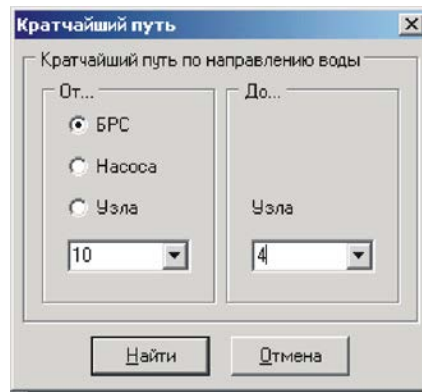 Кратчайший путь
Кратчайший путь по направлению воды
От... До...
БРС
Насоса
Узла Узла
10 4
Найти Отмена